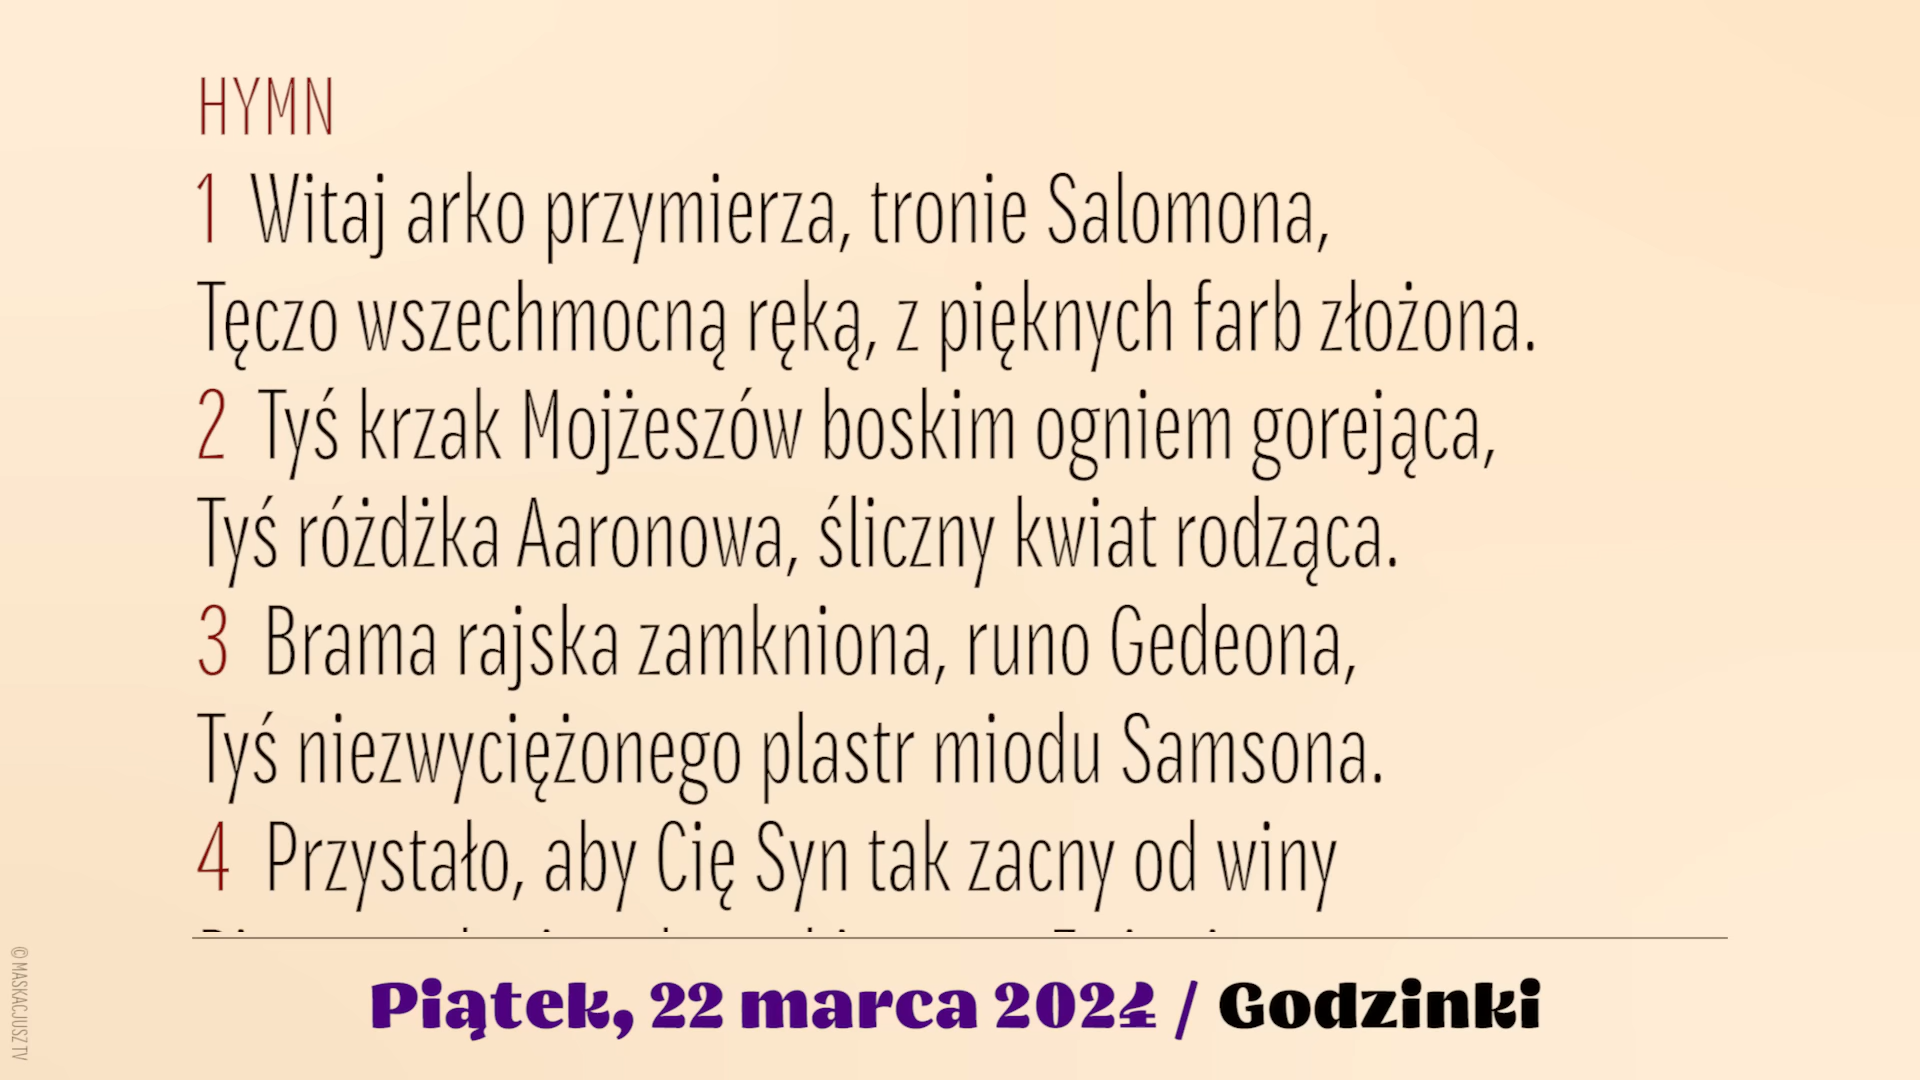 HYMN
1 Witaj arko przymierza, tronie Salomona,
Tęczo wszechmocną ręką, z pięknych farb złożona.
2 Tyś krzak Mojżeszów boskim ogniem gorejąca,
Tyś różdżka Aaronowa, śliczny kwiat rodząca.
3 Brama rajska zamkniona, runo Gedeona,
Tyś niezwyciężonego plastr miodu Samsona.
4 Przystało, aby Cię Syn tak zacny od winy
Piątek, 22 marca 2024 / Godzinki
© MASKACJUSZ TV